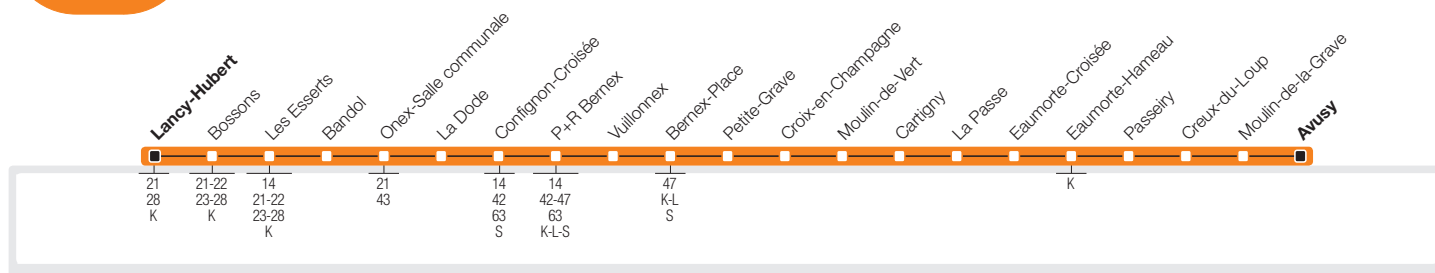 Lancy-Hubert
Bossons
Les Esserts
Bandol
Onex-Salle communale
La Dode
Confignon-Croisée
P+R Bernex
Vuillonnex
Bernex-Place
Petite-Grave
Croix-en-Champagne
Moulin-de-Vert
Cartigny
La Passe
Eaumorte-Croisée
Eaumorte-Hameau
Passeiry
Creux-du-Loup
Moulin-de-la-Grave
Avusy
21
28
K
21-22
23-28
K
14
21-22
23-28
K
21
43
14
42
63
S
14
42-47
63
K-L-S
47
K-L
S
K